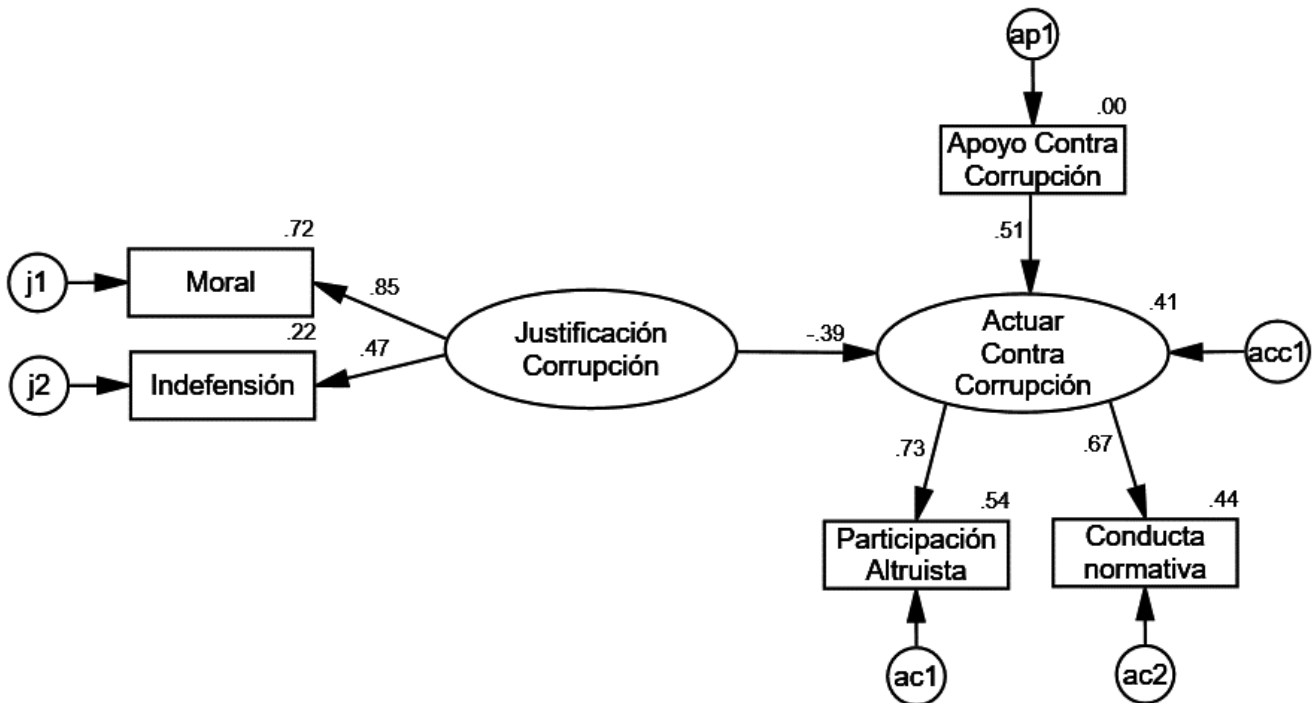 ap1
.00
Apoyo Contra
Corrupción
.51
.72
j1
Moral
.85
.22
j2
Indefensión
.47
Justificación
Corrupción
-.39
Actuar
Contra
Corrupción
.41
acc1
.73
.67
.54
Participación
Altruista
.44
Conducta
normativa
ac1
ac2